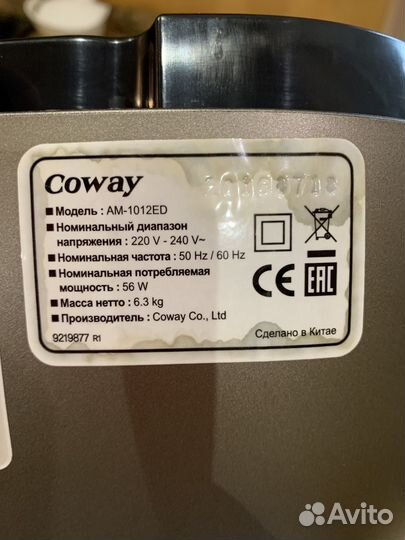 Coway
■ Модель : AM-1012ED
■ Номинальный диапазон
напряжения : 220 V - 240 V~
■ Номинальная частота : 50 Hz / 60 Hz
■ Номинальная потребляемая
мощность : 56 W
■ Масса нетто : 6.3 kg
■ Производитель : Coway Co., Ltd
9219877 R1
CE EAC
Сделано в Китае
Avito